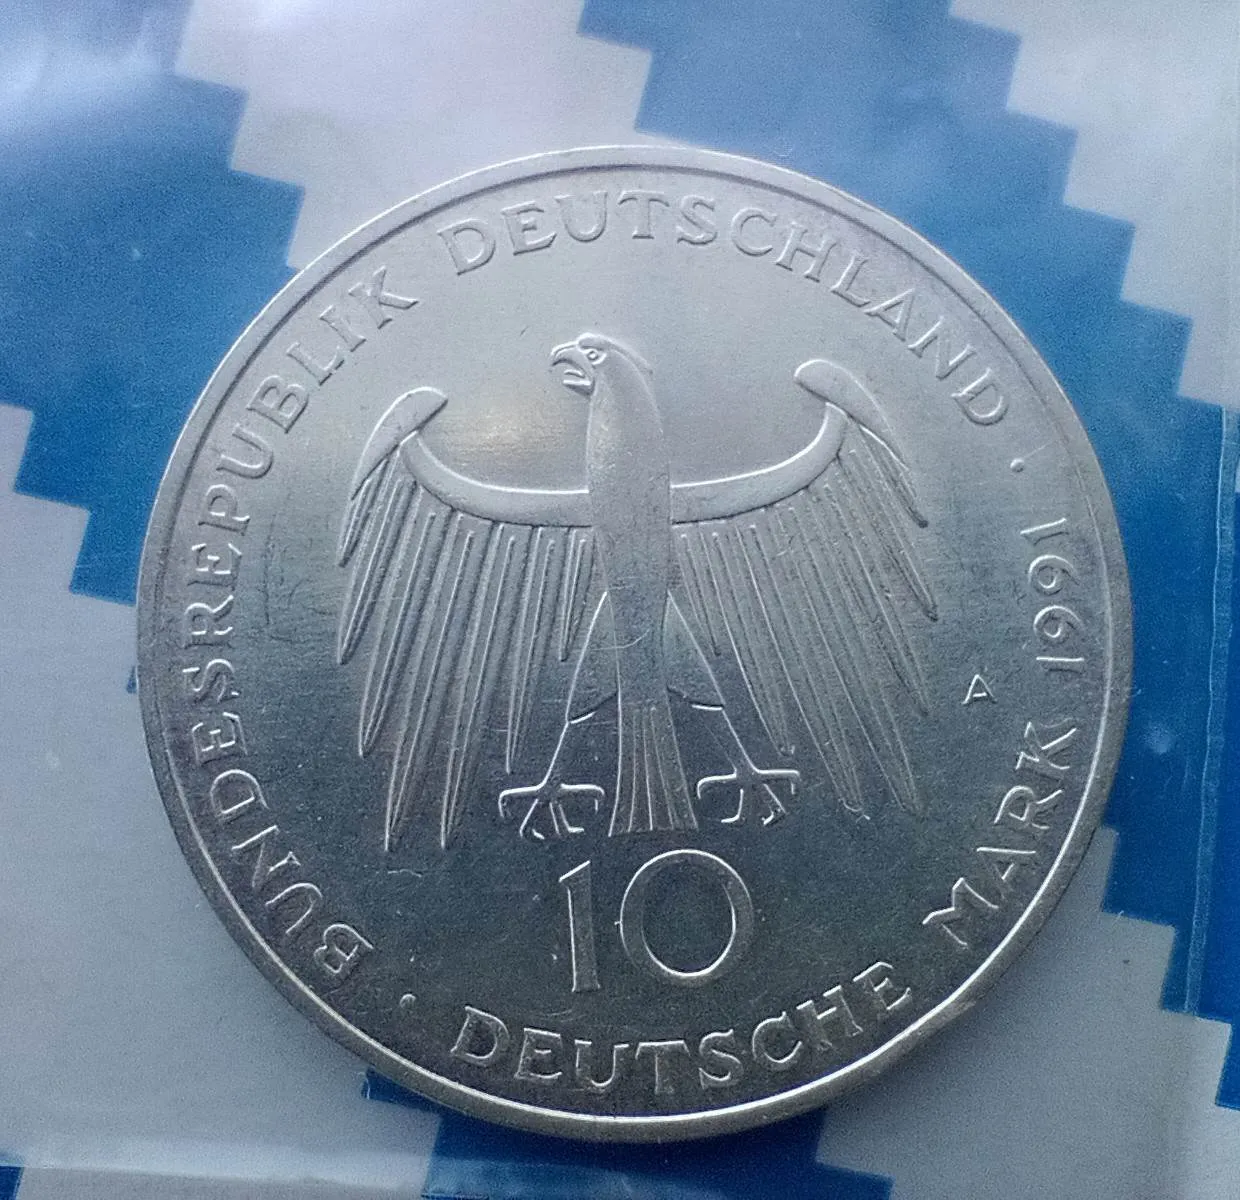 BUNDESREPUBLIK DEUTSCHLAND · 1991
A
10
· DEUTSCHE MARK